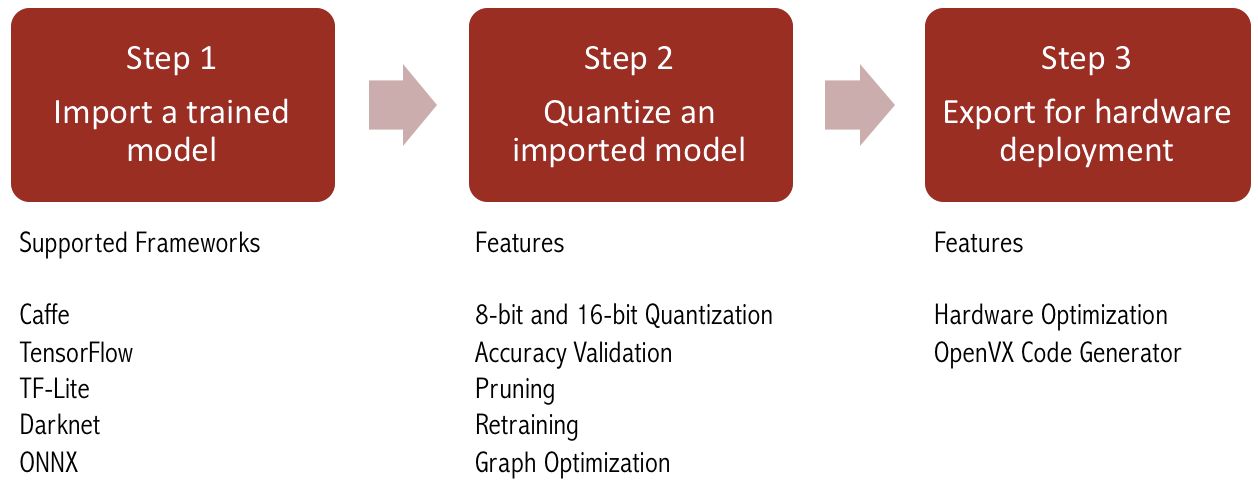 Step 1
Import a trained
model
Step 2
Quantize an
imported model
Step 3
Export for hardware
deployment
Supported Frameworks
Caffe
TensorFlow
TF-Lite
Darknet
ONNX
Features
8-bit and 16-bit Quantization
Accuracy Validation
Pruning
Retraining
Graph Optimization
Features
Hardware Optimization
OpenVX Code Generator